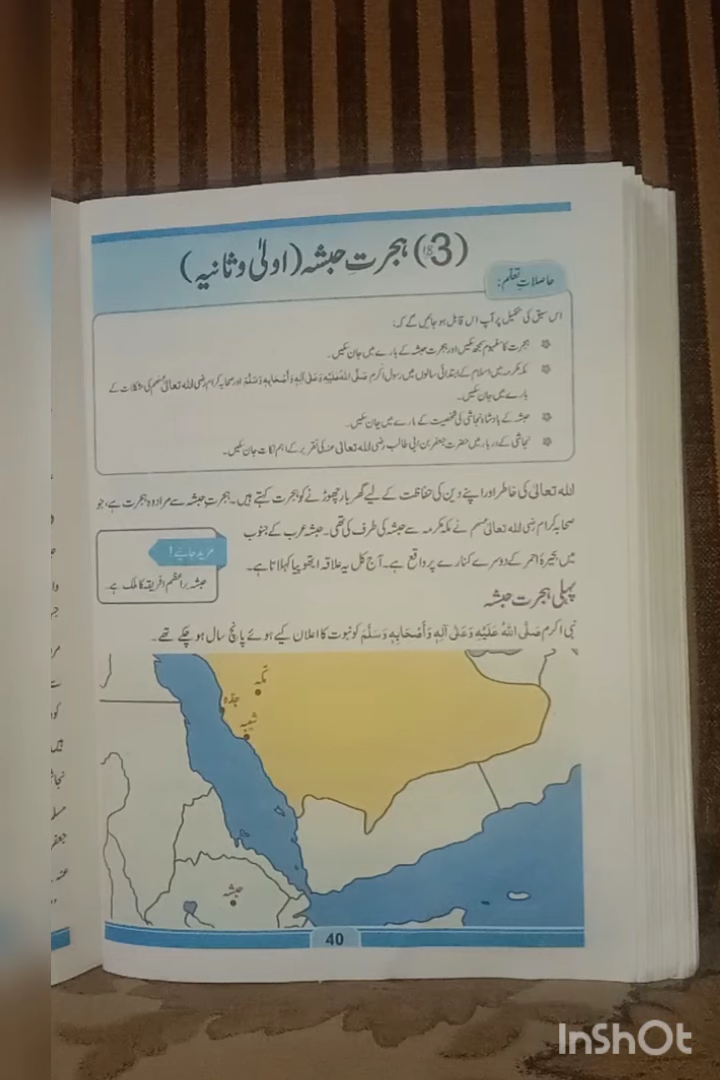 (3) ہجرتِ حبشہ (اولیٰ و ثانیہ)
حاصلاتِ تعلم:
اس سبق کی تکمیل پر آپ اس قابل ہو جائیں گے کہ:
ہجرت کا مفہوم سمجھ سکیں اور ہجرت حبشہ کے بارے میں جان سکیں۔
مکہ مکرمہ میں اسلام کے ابتدائی سالوں میں رسول اکرم صَلَّى اللهُ عَلَيْهِ وَعَلٰى آلِهٖ وَأَصْحَابِهٖ وَسَلَّمَ اور صحابہ کرام رضی اللہ تعالیٰ عنہم کی مشکلات کے
بارے میں جان سکیں۔
حبشہ کے بادشاہ نجاشی کی شخصیت کے بارے میں جان سکیں۔
نجاشی کے دربار میں حضرت جعفر بن ابی طالب رضی اللہ تعالیٰ عنہ کی تقریر کے اہم نکات جان سکیں۔
اللہ تعالیٰ کی خاطر اور اپنے دین کی حفاظت کے لیے گھر بار چھوڑنے کو ہجرت کہتے ہیں۔ ہجرتِ حبشہ سے مراد وہ ہجرت ہے، جو
صحابہ کرام رضی اللہ تعالیٰ عنہم نے مکہ مکرمہ سے حبشہ کی طرف کی تھی۔ حبشہ عرب کے جنوب
میں بحیرۂ احمر کے دوسرے کنارے پر واقع ہے۔ آج کل یہ علاقہ ایتھوپیا کہلاتا ہے۔
مزید جانیے!
حبشہ براعظم افریقہ کا ملک ہے۔
پہلی ہجرت حبشہ
نبی اکرم صَلَّى اللهُ عَلَيْهِ وَعَلٰى آلِهٖ وَأَصْحَابِهٖ وَسَلَّمَ کو نبوت کا اعلان کیے ہوئے پانچ سال ہو چکے تھے۔
مکہ
جدہ
شعیبہ
حبشہ
40
InShOt